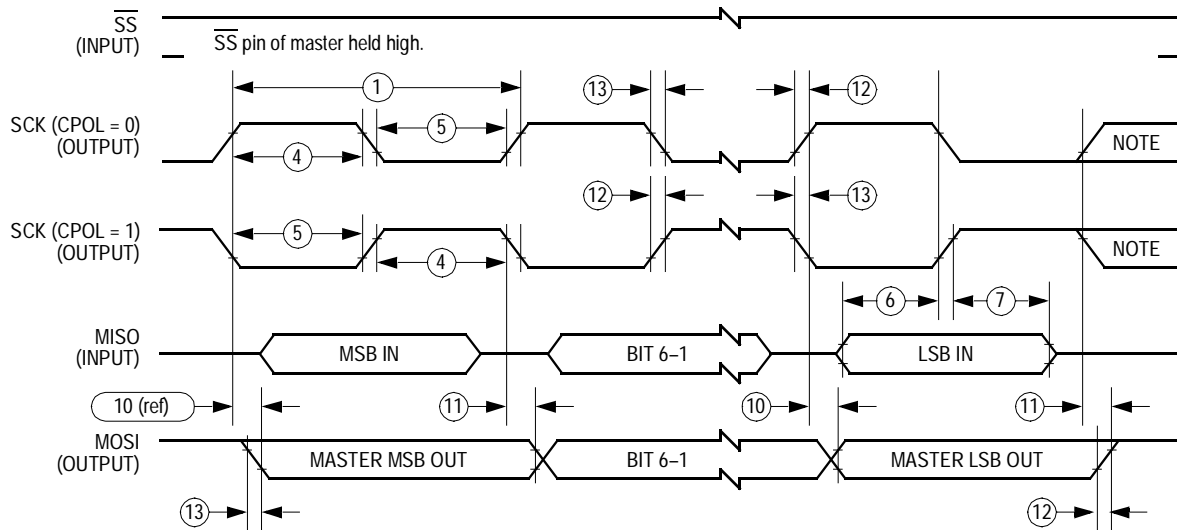 SS
(INPUT)
SS pin of master held high.
1
13
12
SCK (CPOL = 0)
(OUTPUT)
5
4
NOTE
12
13
SCK (CPOL = 1)
(OUTPUT)
5
4
NOTE
6
7
MISO
(INPUT)
MSB IN
BIT 6–1
LSB IN
10 (ref)
11
10
11
MOSI
(OUTPUT)
MASTER MSB OUT
BIT 6–1
MASTER LSB OUT
13
12